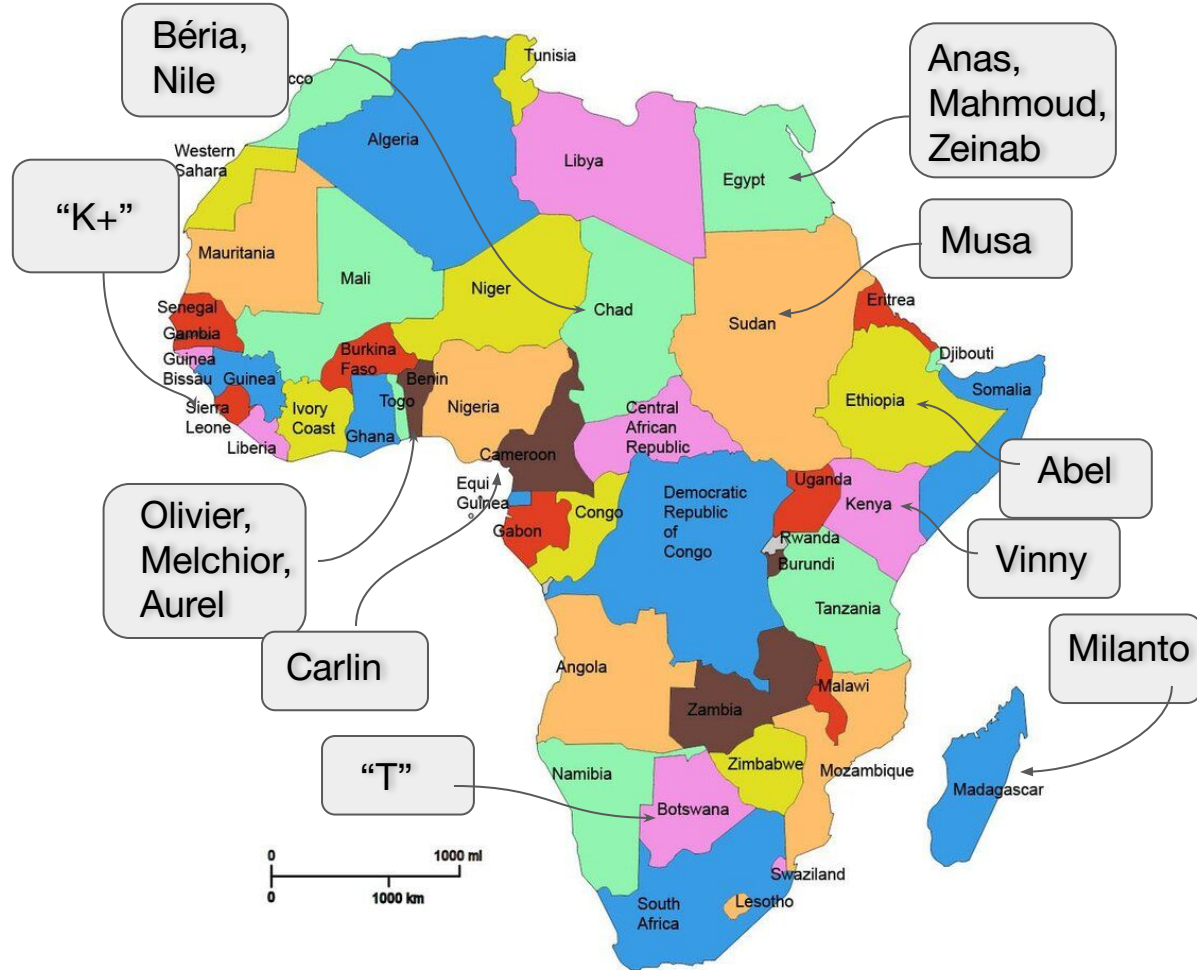 Béria,
Nile
Tunisia
cco
Anas,
Mahmoud,
Zeinab
Algeria
Western
Sahara
Libya
Egypt
“K+”
Musa
Mauritania
Mali
Niger
Chad
Sudan
Eritrea
Senegal
Gambia
Guinea
Bissau
Guinea
Burkina
Faso
Benin
Djibouti
Togo
Nigeria
Ethiopia
Somalia
Sierra
Leone
Ivory
Coast
Ghana
Liberia
Central
African
Republic
Cameroon
Abel
Equi
Guinea
Congo
Gabon
Democratic
Republic
of
Congo
Uganda
Kenya
Rwanda
Burundi
Vinny
Olivier,
Melchior,
Aurel
Tanzania
Carlin
Angola
Milanto
Malawi
Zambia
“T”
Namibia
Zimbabwe
Mozambique
Madagascar
Botswana
0
1000 mi
0
1000 km
Swaziland
South
Africa
Lesotho